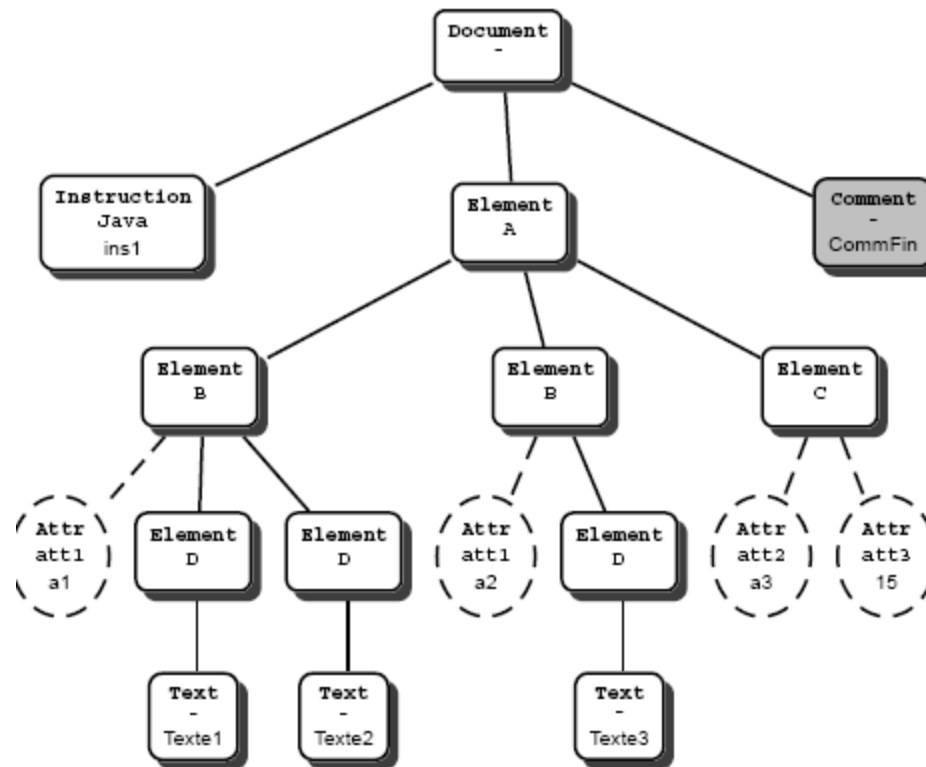 Document
-
Instruction
Java
ins1
Element
A
Comment
-
CommFin
Element
B
Element
B
Element
C
Attr
att1
a1
Element
D
Element
D
Attr
att1
a2
Element
D
Attr
att2
a3
Attr
att3
15
Text
-
Texte1
Text
-
Texte2
Text
-
Texte3